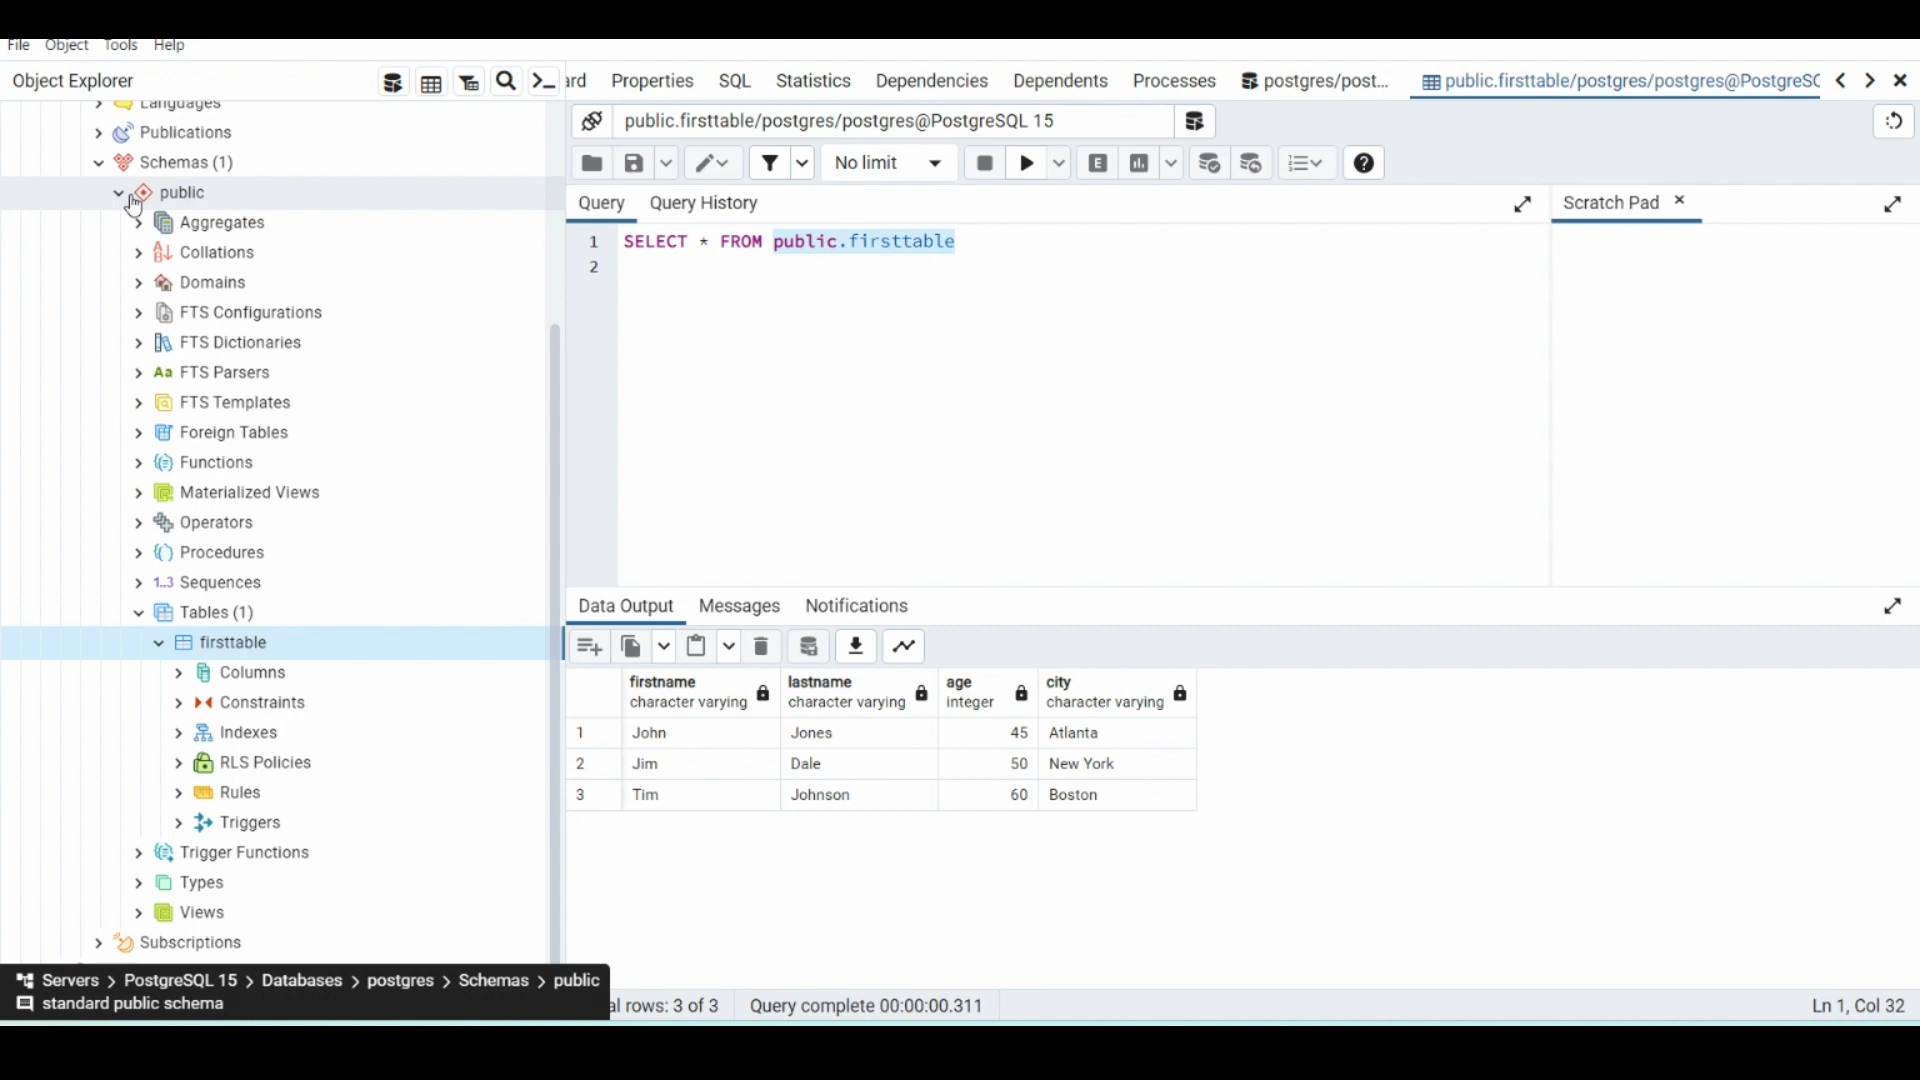 File Object Tools Help
Object Explorer
Languages
Publications
Schemas (1)
public
Aggregates
Collations
Domains
FTS Configurations
FTS Dictionaries
Aa FTS Parsers
FTS Templates
Foreign Tables
Functions
Materialized Views
Operators
Procedures
1..3 Sequences
Tables (1)
firsttable
Columns
Constraints
Indexes
RLS Policies
Rules
Triggers
Trigger Functions
Types
Views
Subscriptions
Servers > PostgreSQL 15 > Databases > postgres > Schemas > public
standard public schema
ard Properties SQL Statistics Dependencies Dependents Processes postgres/post... public.firsttable/postgres/postgres@PostgreSQ
public.firsttable/postgres/postgres@PostgreSQL 15
No limit E
Query Query History
Scratch Pad
1 SELECT * FROM public.firsttable
2
Data Output Messages Notifications
firstname lastname age city
character varying character varying integer character varying
1 John Jones 45 Atlanta
2 Jim Dale 50 New York
3 Tim Johnson 60 Boston
al rows: 3 of 3 Query complete 00:00:00.311 Ln 1, Col 32